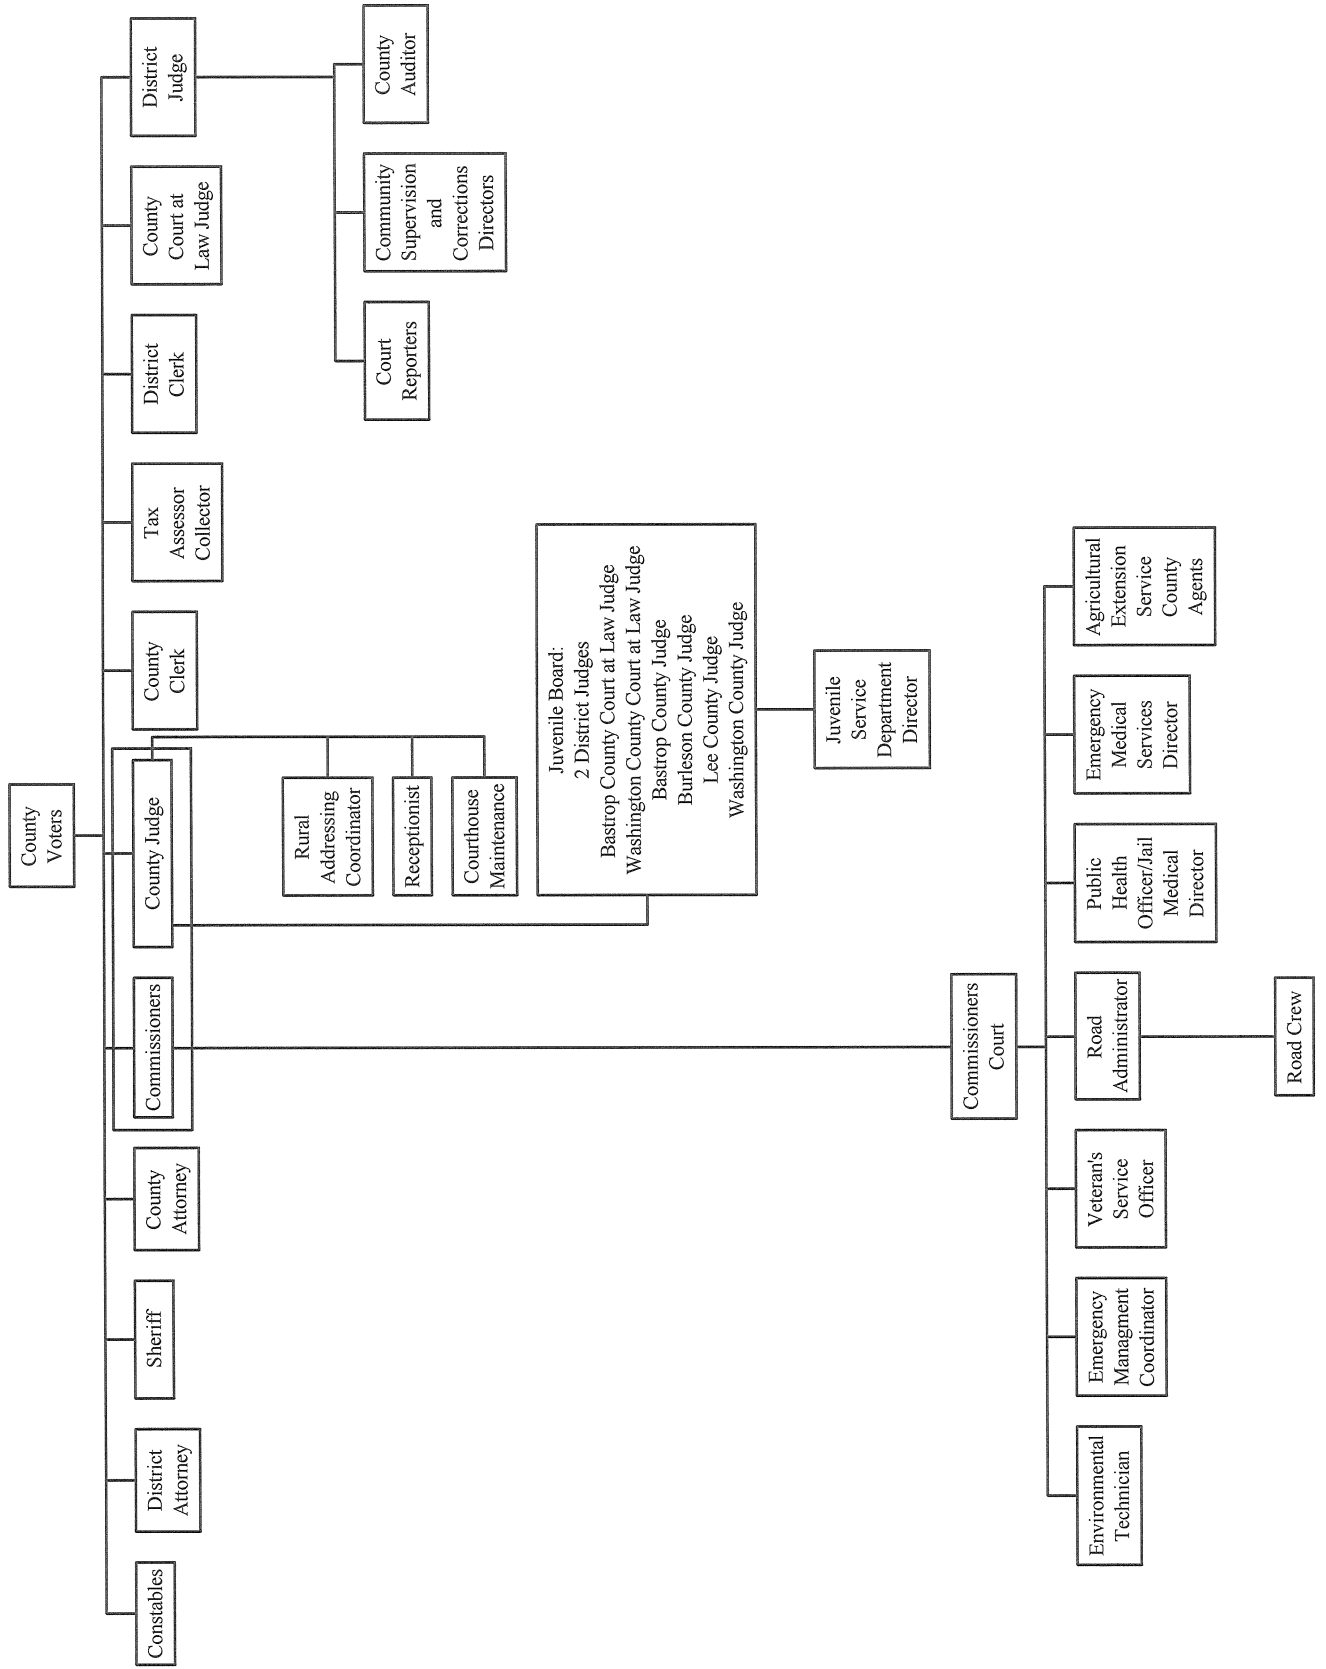 County
Voters
Constables
District
Attorney
Sheriff
County
Attorney
Commissioners
County Judge
County
Clerk
Tax
Assessor
Collector
District
Clerk
County
Court at
Law Judge
District
Judge
Rural
Addressing
Coordinator
Receptionist
Courthouse
Maintenance
Court
Reporters
Community
Supervision
and
Corrections
Directors
County
Auditor
Juvenile Board:
2 District Judges
Bastrop County Court at Law Judge
Washington County Court at Law Judge
Bastrop County Judge
Burleson County Judge
Lee County Judge
Washington County Judge
Juvenile
Service
Department
Director
Commissioners
Court
Environmental
Technician
Emergency
Managment
Coordinator
Veteran's
Service
Officer
Road
Administrator
Public
Health
Officer/Jail
Medical
Director
Emergency
Medical
Services
Director
Agricultural
Extension
Service
County
Agents
Road Crew